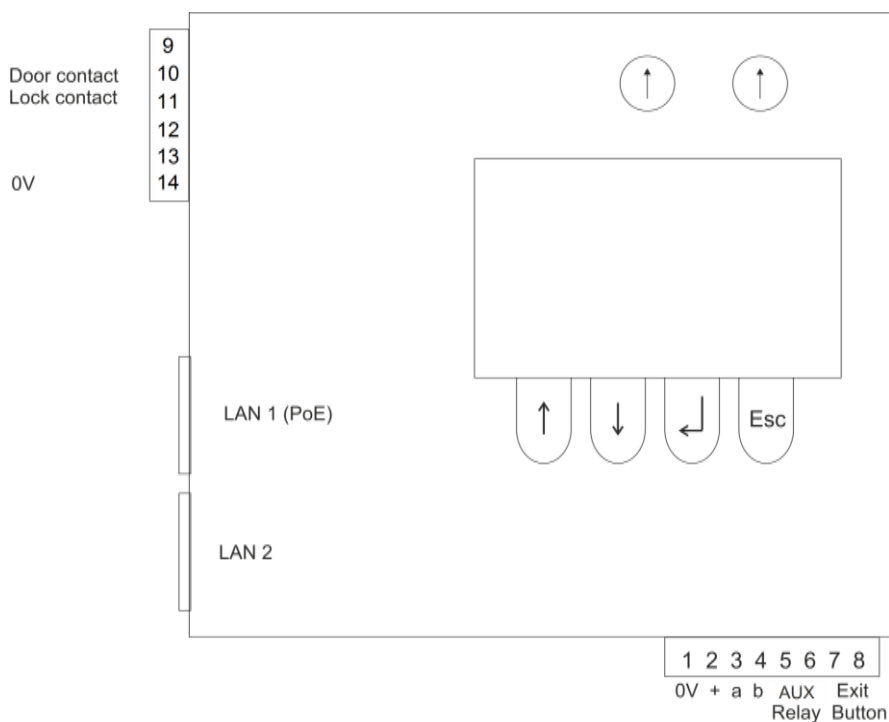 9
Door contact 10
Lock contact 11
12
13
0V 14
LAN 1 (PoE)
Esc
LAN 2
1 2 3 4 5 6 7 8
0V + a b AUX Exit
Relay Button